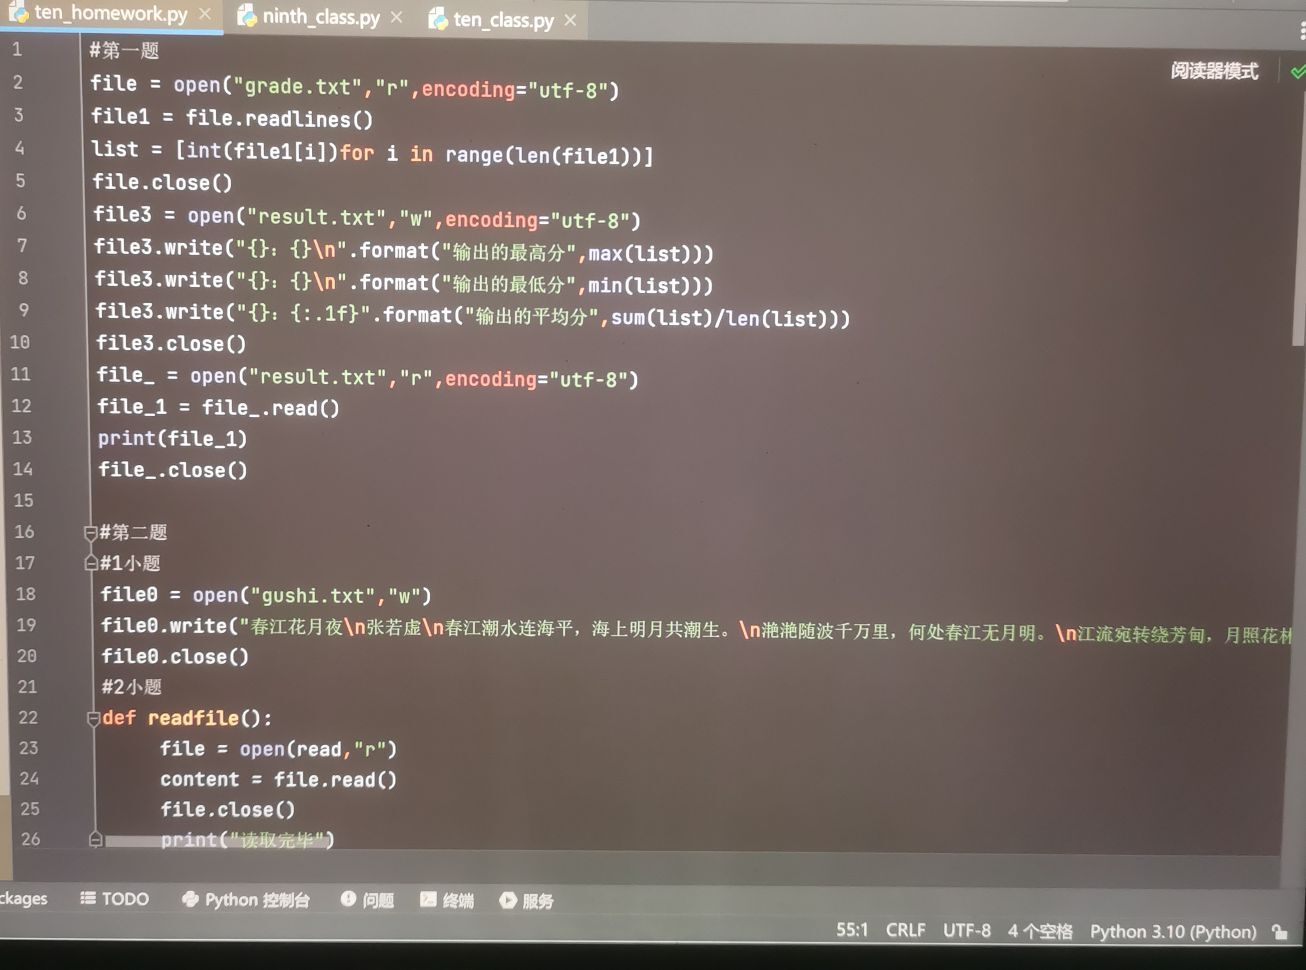 ten_homework.py × ninth_class.py × ten_class.py ×
阅读器模式
1 #第一题
2 file = open("grade.txt","r",encoding="utf-8")
3 file1 = file.readlines()
4 list = [int(file1[i])for i in range(len(file1))]
5 file.close()
6 file3 = open("result.txt","w",encoding="utf-8")
7 file3.write("{}：{}\n".format("输出的最高分",max(list)))
8 file3.write("{}：{}\n".format("输出的最低分",min(list)))
9 file3.write("{}：{:.1f}".format("输出的平均分",sum(list)/len(list)))
10 file3.close()
11 file_ = open("result.txt","r",encoding="utf-8")
12 file_1 = file_.read()
13 print(file_1)
14 file_.close()
15
16 #第二题
17 #1小题
18 file0 = open("gushi.txt","w")
19 file0.write("春江花月夜\n张若虚\n春江潮水连海平，海上明月共潮生。\n滟滟随波千万里，何处春江无月明。\n江流宛转绕芳甸，月照花林
20 file0.close()
21 #2小题
22 def readfile():
23 file = open(read,"r")
24 content = file.read()
25 file.close()
26 print("读取完毕")
ckages TODO Python 控制台 问题 终端 服务
55:1 CRLF UTF-8 4 个空格 Python 3.10 (Python)